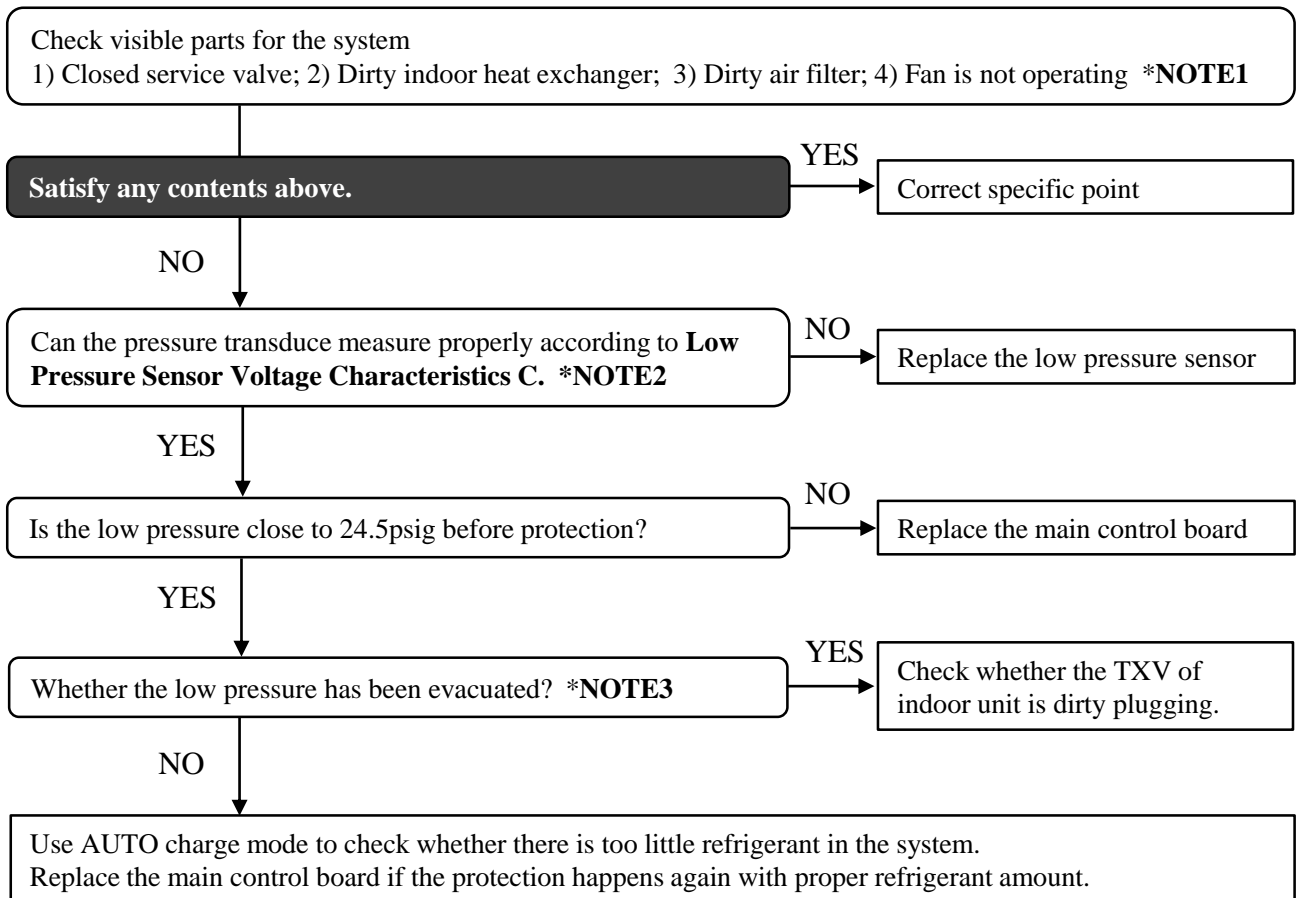 Check visible parts for the system
1) Closed service valve; 2) Dirty indoor heat exchanger; 3) Dirty air filter; 4) Fan is not operating *NOTE1
YES
Satisfy any contents above.
Correct specific point
NO
Can the pressure transduce measure properly according to Low
Pressure Sensor Voltage Characteristics C. *NOTE2
NO
Replace the low pressure sensor
YES
Is the low pressure close to 24.5psig before protection?
NO
Replace the main control board
YES
Whether the low pressure has been evacuated? *NOTE3
YES
Check whether the TXV of
indoor unit is dirty plugging.
NO
Use AUTO charge mode to check whether there is too little refrigerant in the system.
Replace the main control board if the protection happens again with proper refrigerant amount.